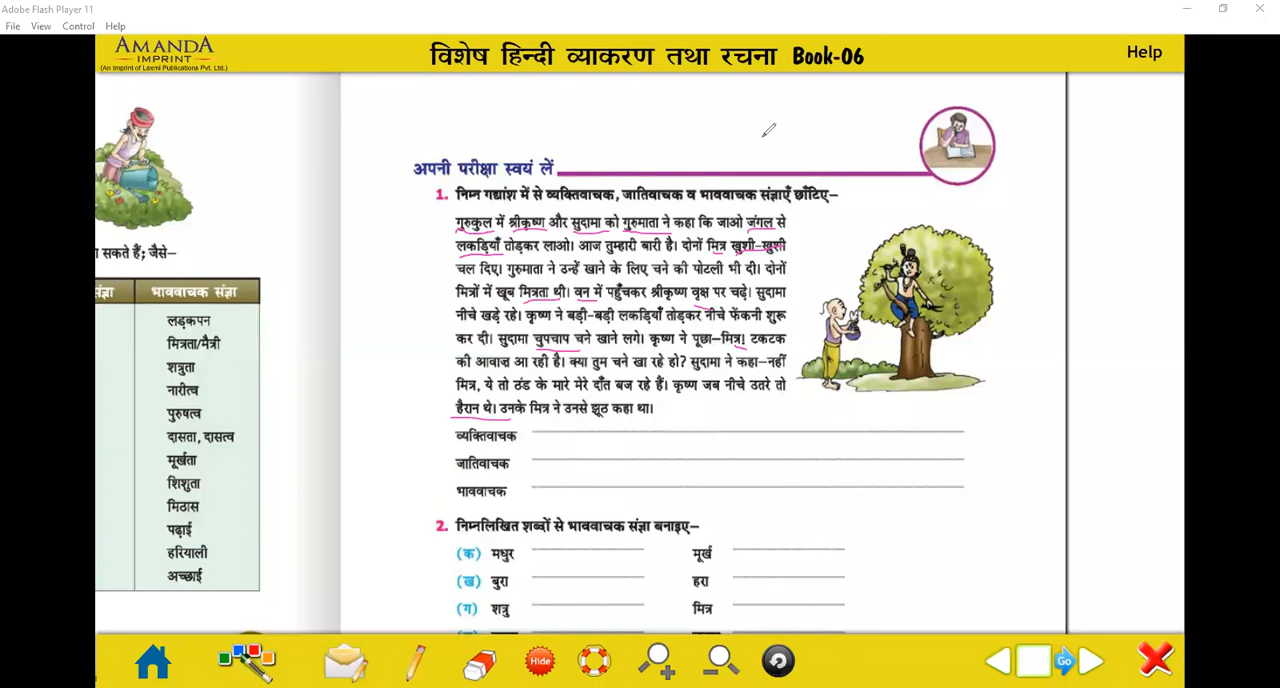 Adobe Flash Player 11
File View Control Help
AMANDA
IMPRINT
(An Imprint of Laxmi Publications Pvt. Ltd.)
विशेष हिन्दी व्याकरण तथा रचना Book-06
Help
सकते हैं; जैसे—
संज्ञा भाववाचक संज्ञा
लड़कपन
मित्रता/मैत्री
शत्रुता
नारीत्व
पुरुषत्व
दासता, दासत्व
मूर्खता
शिशुता
मिठास
पढ़ाई
हरियाली
अच्छाई
अपनी परीक्षा स्वयं लें
1. निम्न गद्यांश में से व्यक्तिवाचक, जातिवाचक व भाववाचक संज्ञाएँ छाँटिए—
गुरुकुल में श्रीकृष्ण और सुदामा को गुरुमाता ने कहा कि जाओ जंगल से
लकड़ियाँ तोड़कर लाओ। आज तुम्हारी बारी है। दोनों मित्र खुशी-खुशी
चल दिए। गुरुमाता ने उन्हें खाने के लिए चने की पोटली भी दी। दोनों
मित्रों में खूब मित्रता थी। वन में पहुँचकर श्रीकृष्ण वृक्ष पर चढ़े। सुदामा
नीचे खड़े रहे। कृष्ण ने बड़ी-बड़ी लकड़ियाँ तोड़कर नीचे फेंकनी शुरू
कर दी। सुदामा चुपचाप चने खाने लगे। कृष्ण ने पूछा—मित्र! टकटक
की आवाज़ आ रही है। क्या तुम चने खा रहे हो? सुदामा ने कहा—नहीं
मित्र, ये तो ठंड के मारे मेरे दाँत बज रहे हैं। कृष्ण जब नीचे उतरे तो
हैरान थे। उनके मित्र ने उनसे झूठ कहा था।
व्यक्तिवाचक
जातिवाचक
भाववाचक
2. निम्नलिखित शब्दों से भाववाचक संज्ञा बनाइए—
(क) मधुर मूर्ख
(ख) बुरा हरा
(ग) शत्रु मित्र
Hide
Go